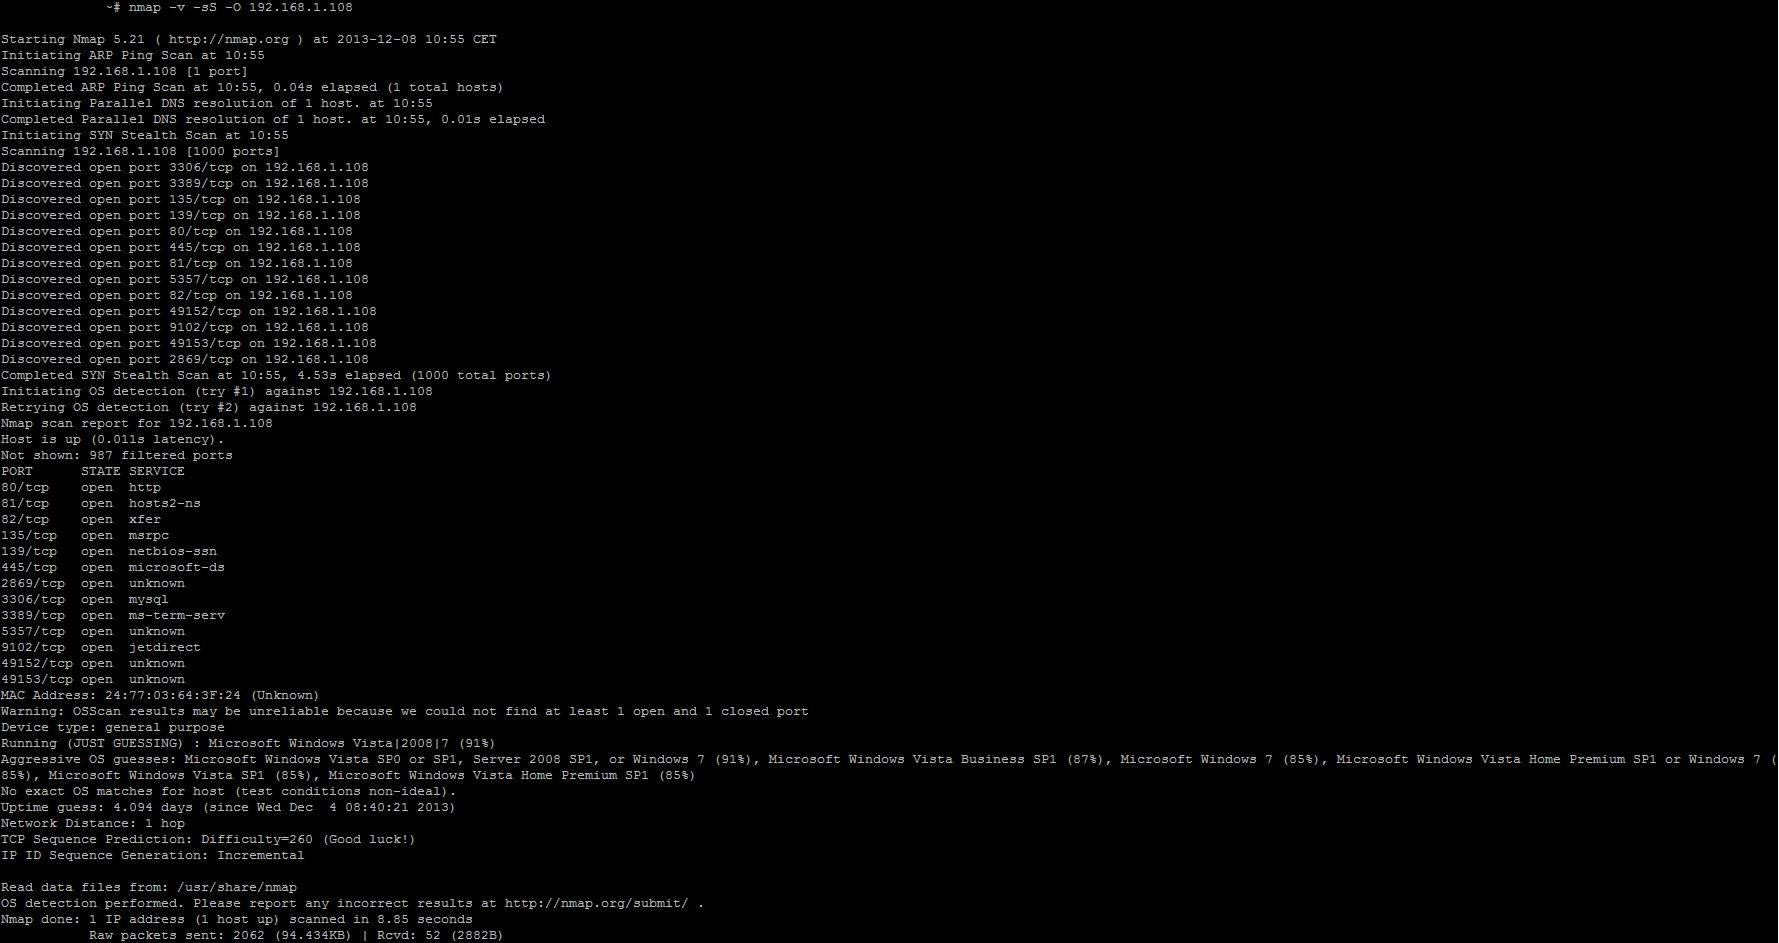 ~# nmap -v -sS -O 192.168.1.108
Starting Nmap 5.21 ( http://nmap.org ) at 2013-12-08 10:55 CET
Initiating ARP Ping Scan at 10:55
Scanning 192.168.1.108 [1 port]
Completed ARP Ping Scan at 10:55, 0.04s elapsed (1 total hosts)
Initiating Parallel DNS resolution of 1 host. at 10:55
Completed Parallel DNS resolution of 1 host. at 10:55, 0.01s elapsed
Initiating SYN Stealth Scan at 10:55
Scanning 192.168.1.108 [1000 ports]
Discovered open port 3306/tcp on 192.168.1.108
Discovered open port 3389/tcp on 192.168.1.108
Discovered open port 135/tcp on 192.168.1.108
Discovered open port 139/tcp on 192.168.1.108
Discovered open port 80/tcp on 192.168.1.108
Discovered open port 445/tcp on 192.168.1.108
Discovered open port 81/tcp on 192.168.1.108
Discovered open port 5357/tcp on 192.168.1.108
Discovered open port 82/tcp on 192.168.1.108
Discovered open port 49152/tcp on 192.168.1.108
Discovered open port 9102/tcp on 192.168.1.108
Discovered open port 49153/tcp on 192.168.1.108
Discovered open port 2869/tcp on 192.168.1.108
Completed SYN Stealth Scan at 10:55, 4.53s elapsed (1000 total ports)
Initiating OS detection (try #1) against 192.168.1.108
Retrying OS detection (try #2) against 192.168.1.108
Nmap scan report for 192.168.1.108
Host is up (0.011s latency).
Not shown: 987 filtered ports
PORT      STATE SERVICE
80/tcp    open  http
81/tcp    open  hosts2-ns
82/tcp    open  xfer
135/tcp   open  msrpc
139/tcp   open  netbios-ssn
445/tcp   open  microsoft-ds
2869/tcp  open  unknown
3306/tcp  open  mysql
3389/tcp  open  ms-term-serv
5357/tcp  open  unknown
9102/tcp  open  jetdirect
49152/tcp open  unknown
49153/tcp open  unknown
MAC Address: 24:77:03:64:3F:24 (Unknown)
Warning: OSScan results may be unreliable because we could not find at least 1 open and 1 closed port
Device type: general purpose
Running (JUST GUESSING) : Microsoft Windows Vista|2008|7 (91%)
Aggressive OS guesses: Microsoft Windows Vista SP0 or SP1, Server 2008 SP1, or Windows 7 (91%), Microsoft Windows Vista Business SP1 (87%), Microsoft Windows 7 (85%), Microsoft Windows Vista Home Premium SP1 or Windows 7 (
85%), Microsoft Windows Vista SP1 (85%), Microsoft Windows Vista Home Premium SP1 (85%)
No exact OS matches for host (test conditions non-ideal).
Uptime guess: 4.094 days (since Wed Dec  4 08:40:21 2013)
Network Distance: 1 hop
TCP Sequence Prediction: Difficulty=260 (Good luck!)
IP ID Sequence Generation: Incremental
Read data files from: /usr/share/nmap
OS detection performed. Please report any incorrect results at http://nmap.org/submit/ .
Nmap done: 1 IP address (1 host up) scanned in 8.85 seconds
Raw packets sent: 2062 (94.434KB) | Rcvd: 52 (2882B)